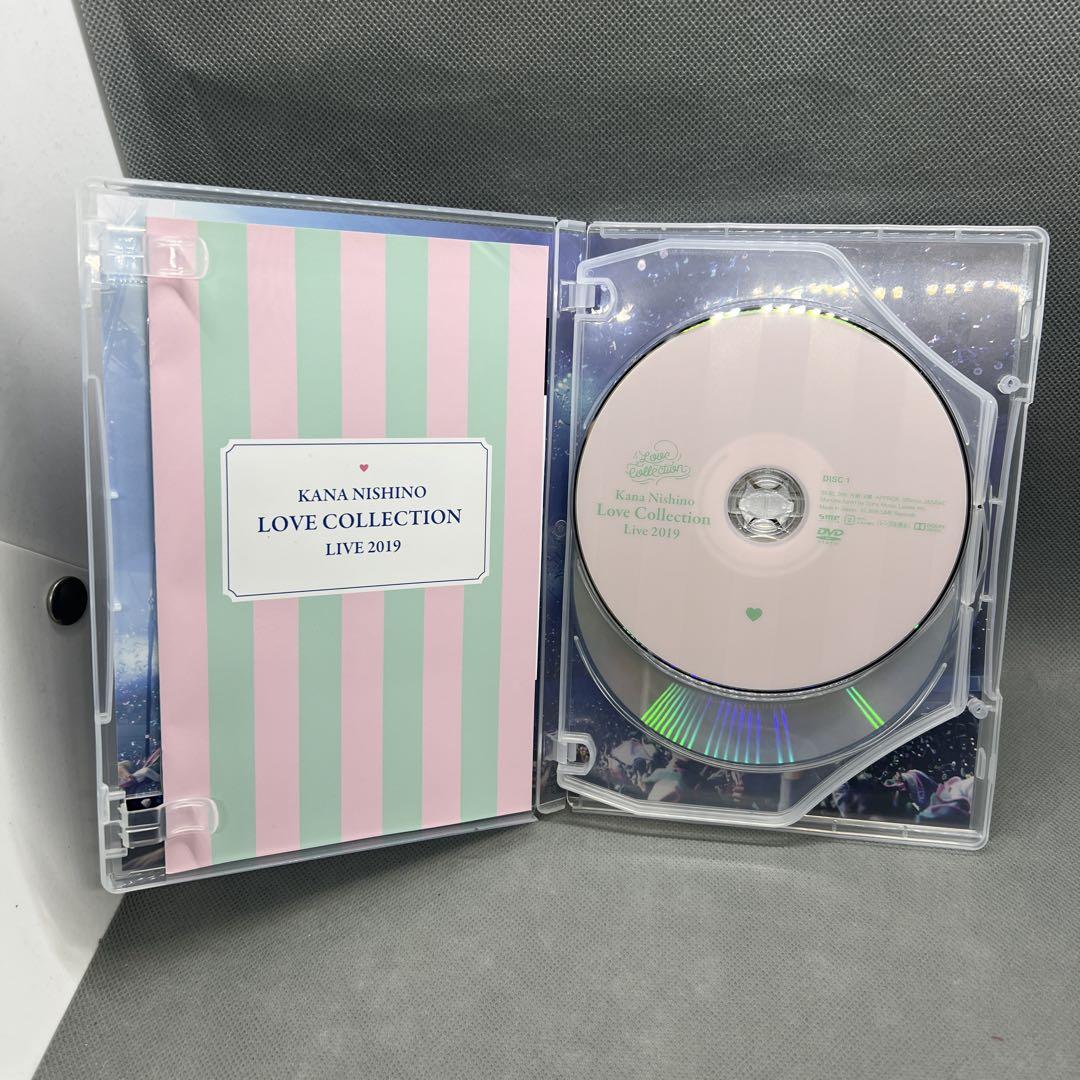 KANA NISHINO
LOVE COLLECTION
LIVE 2019
Love
Collection
Kana Nishino
Love Collection
Live 2019
DISC 1
DVD